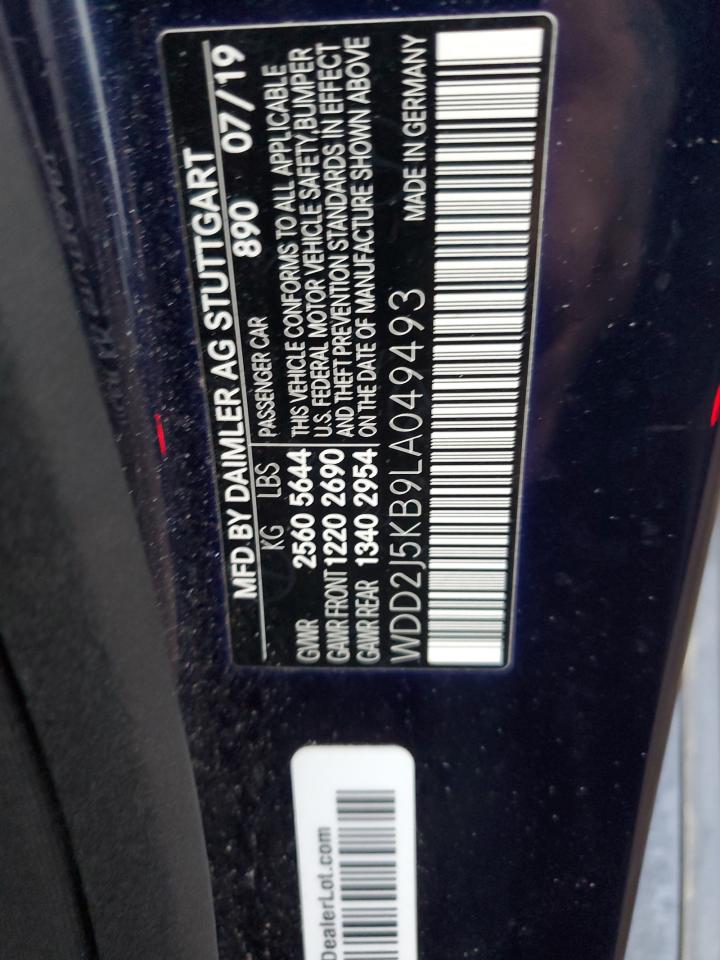 MFD BY DAIMLER AG STUTTGART
890 07/19
KG LBS
GVWR 2560 5644
GAWR FRONT 1220 2690
GAWR REAR 1340 2954
PASSENGER CAR
THIS VEHICLE CONFORMS TO ALL APPLICABLE
U.S. FEDERAL MOTOR VEHICLE SAFETY,BUMPER
AND THEFT PREVENTION STANDARDS IN EFFECT
ON THE DATE OF MANUFACTURE SHOWN ABOVE
WDD2J5KB9LA049493
MADE IN GERMANY
DealerLot.com